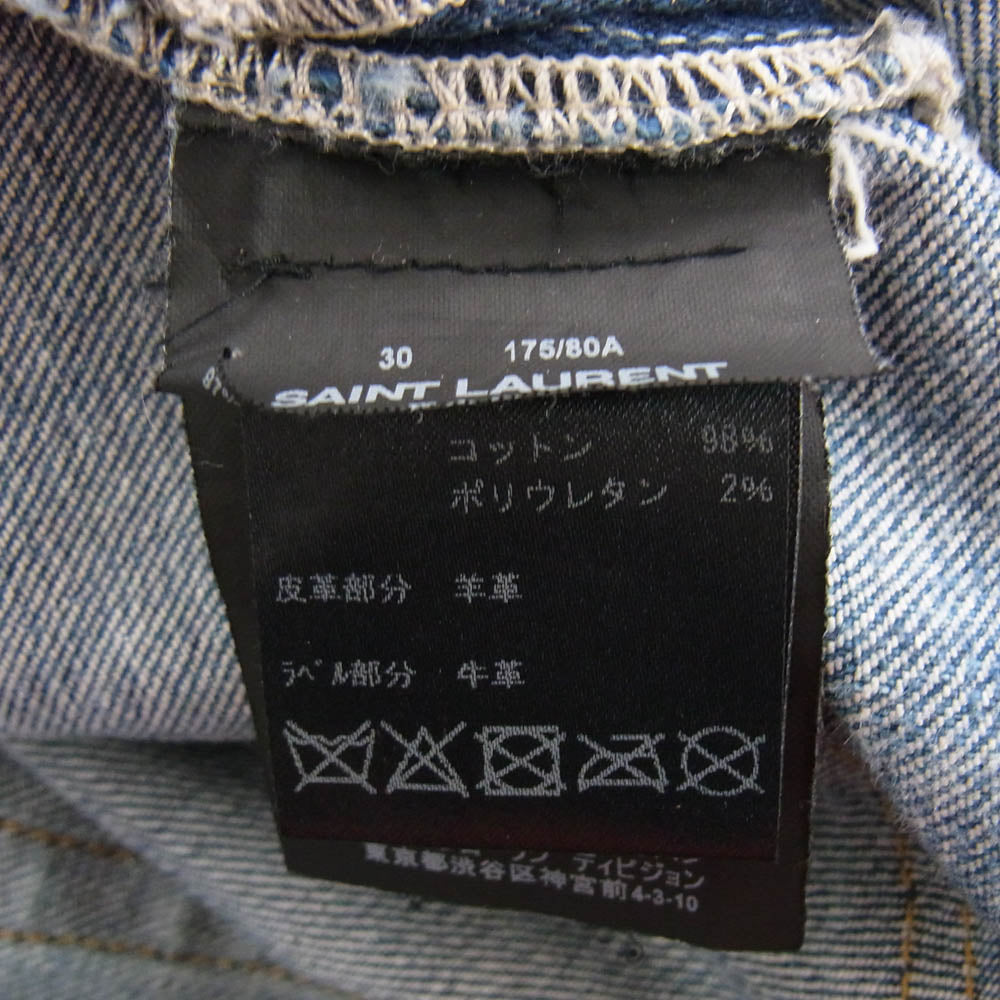 30 175/80A
SAINT LAURENT
コットン 98%
ポリウレタン 2%
皮革部分 羊革
ﾗﾍﾞﾙ部分 牛革
ディビジョン
東京都渋谷区神宮前4-3-10